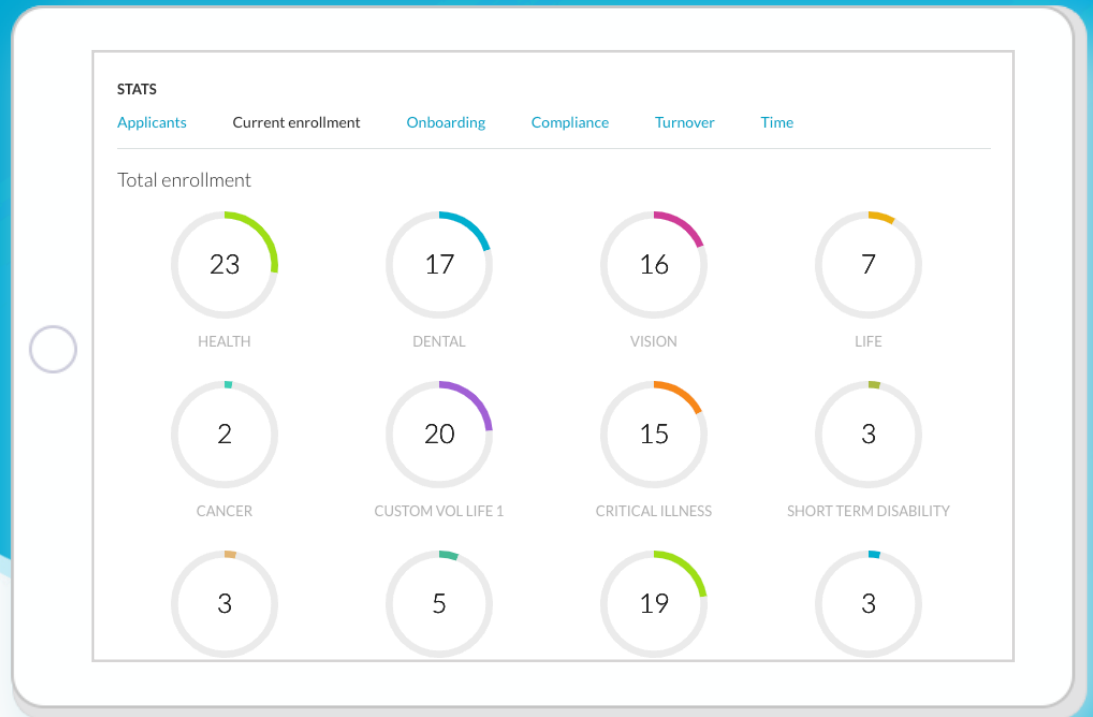 STATS
Applicants Current enrollment Onboarding Compliance Turnover Time
Total enrollment
23 17 16 7
HEALTH DENTAL VISION LIFE
2 20 15 3
CANCER CUSTOM VOL LIFE 1 CRITICAL ILLNESS SHORT TERM DISABILITY
3 5 19 3